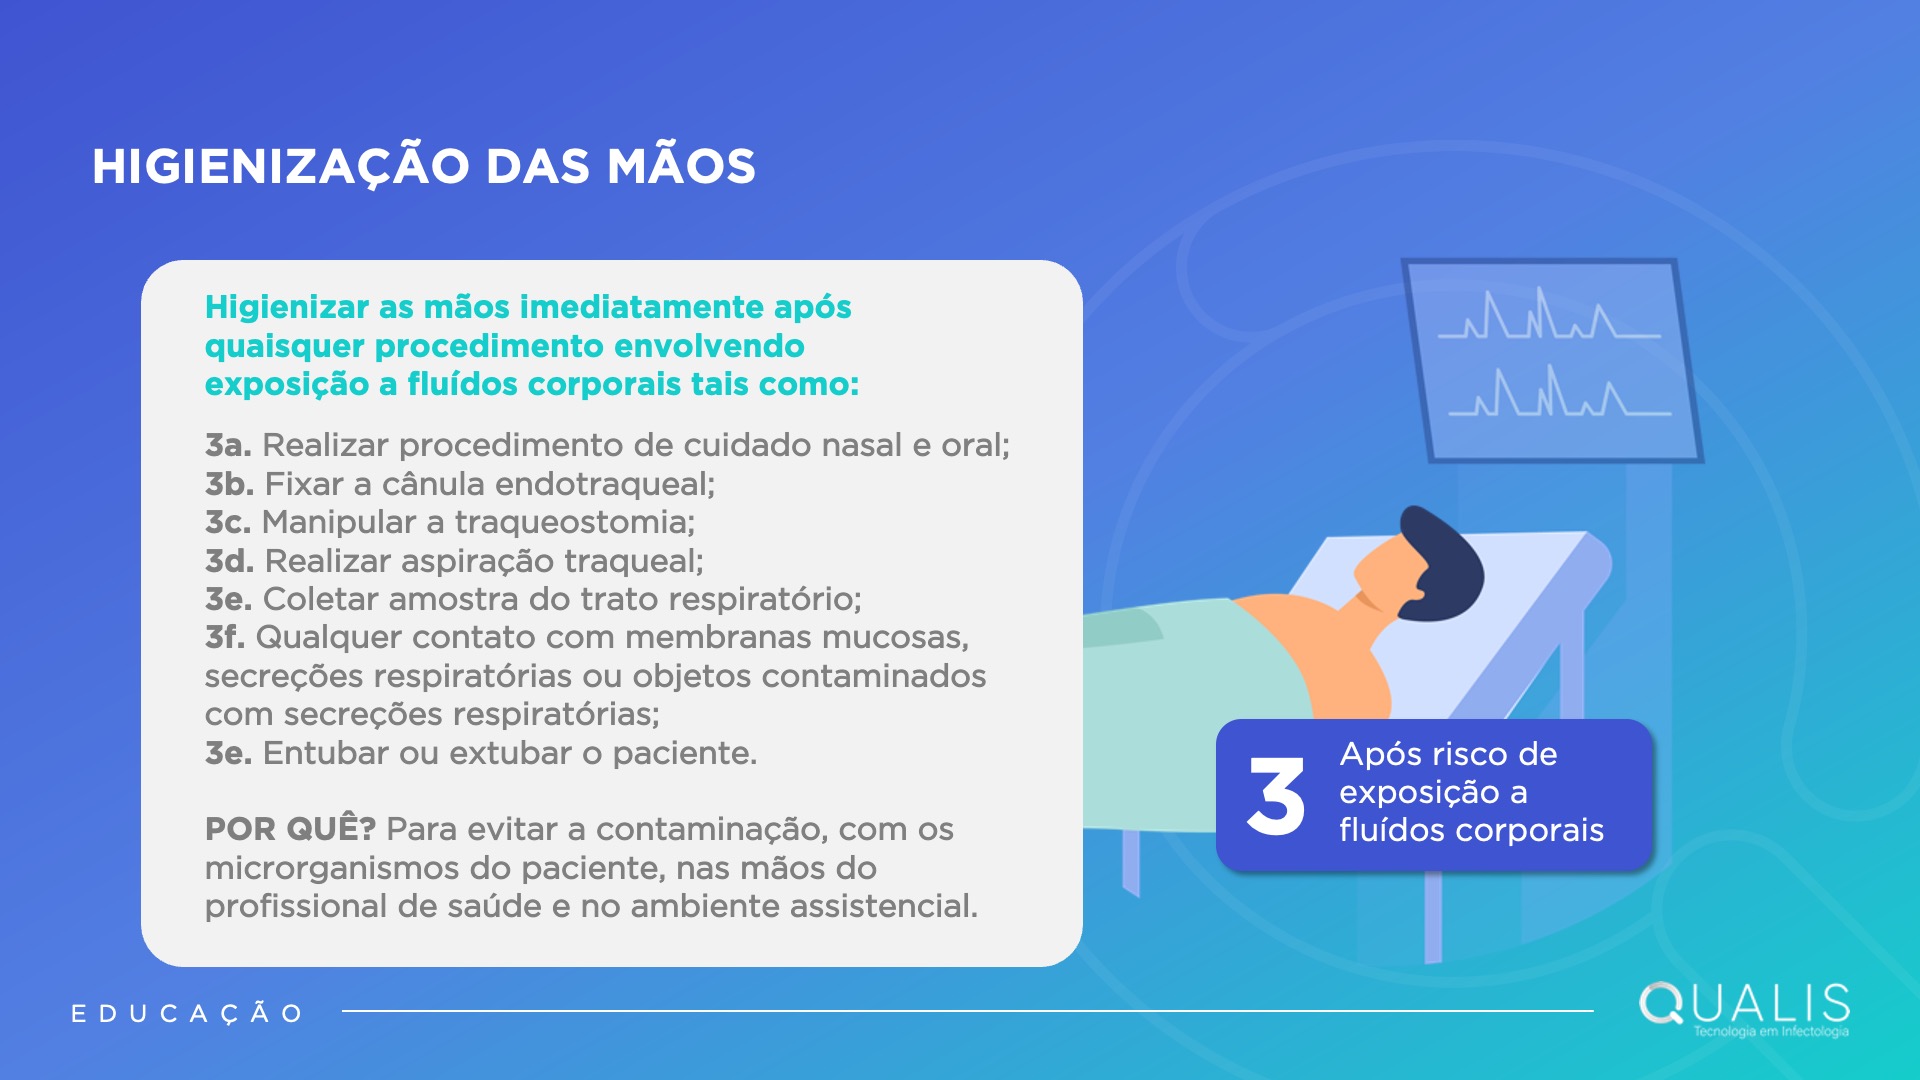 HIGIENIZAÇÃO DAS MÃOS
Higienizar as mãos imediatamente após
quaisquer procedimento envolvendo
exposição a fluídos corporais tais como:
3a. Realizar procedimento de cuidado nasal e oral;
3b. Fixar a cânula endotraqueal;
3c. Manipular a traqueostomia;
3d. Realizar aspiração traqueal;
3e. Coletar amostra do trato respiratório;
3f. Qualquer contato com membranas mucosas,
secreções respiratórias ou objetos contaminados
com secreções respiratórias;
3e. Entubar ou extubar o paciente.
POR QUÊ? Para evitar a contaminação, com os
microrganismos do paciente, nas mãos do
profissional de saúde e no ambiente assistencial.
3
Após risco de
exposição a
fluídos corporais
EDUCAÇÃO
QUALIS
Tecnologia em Infectologia